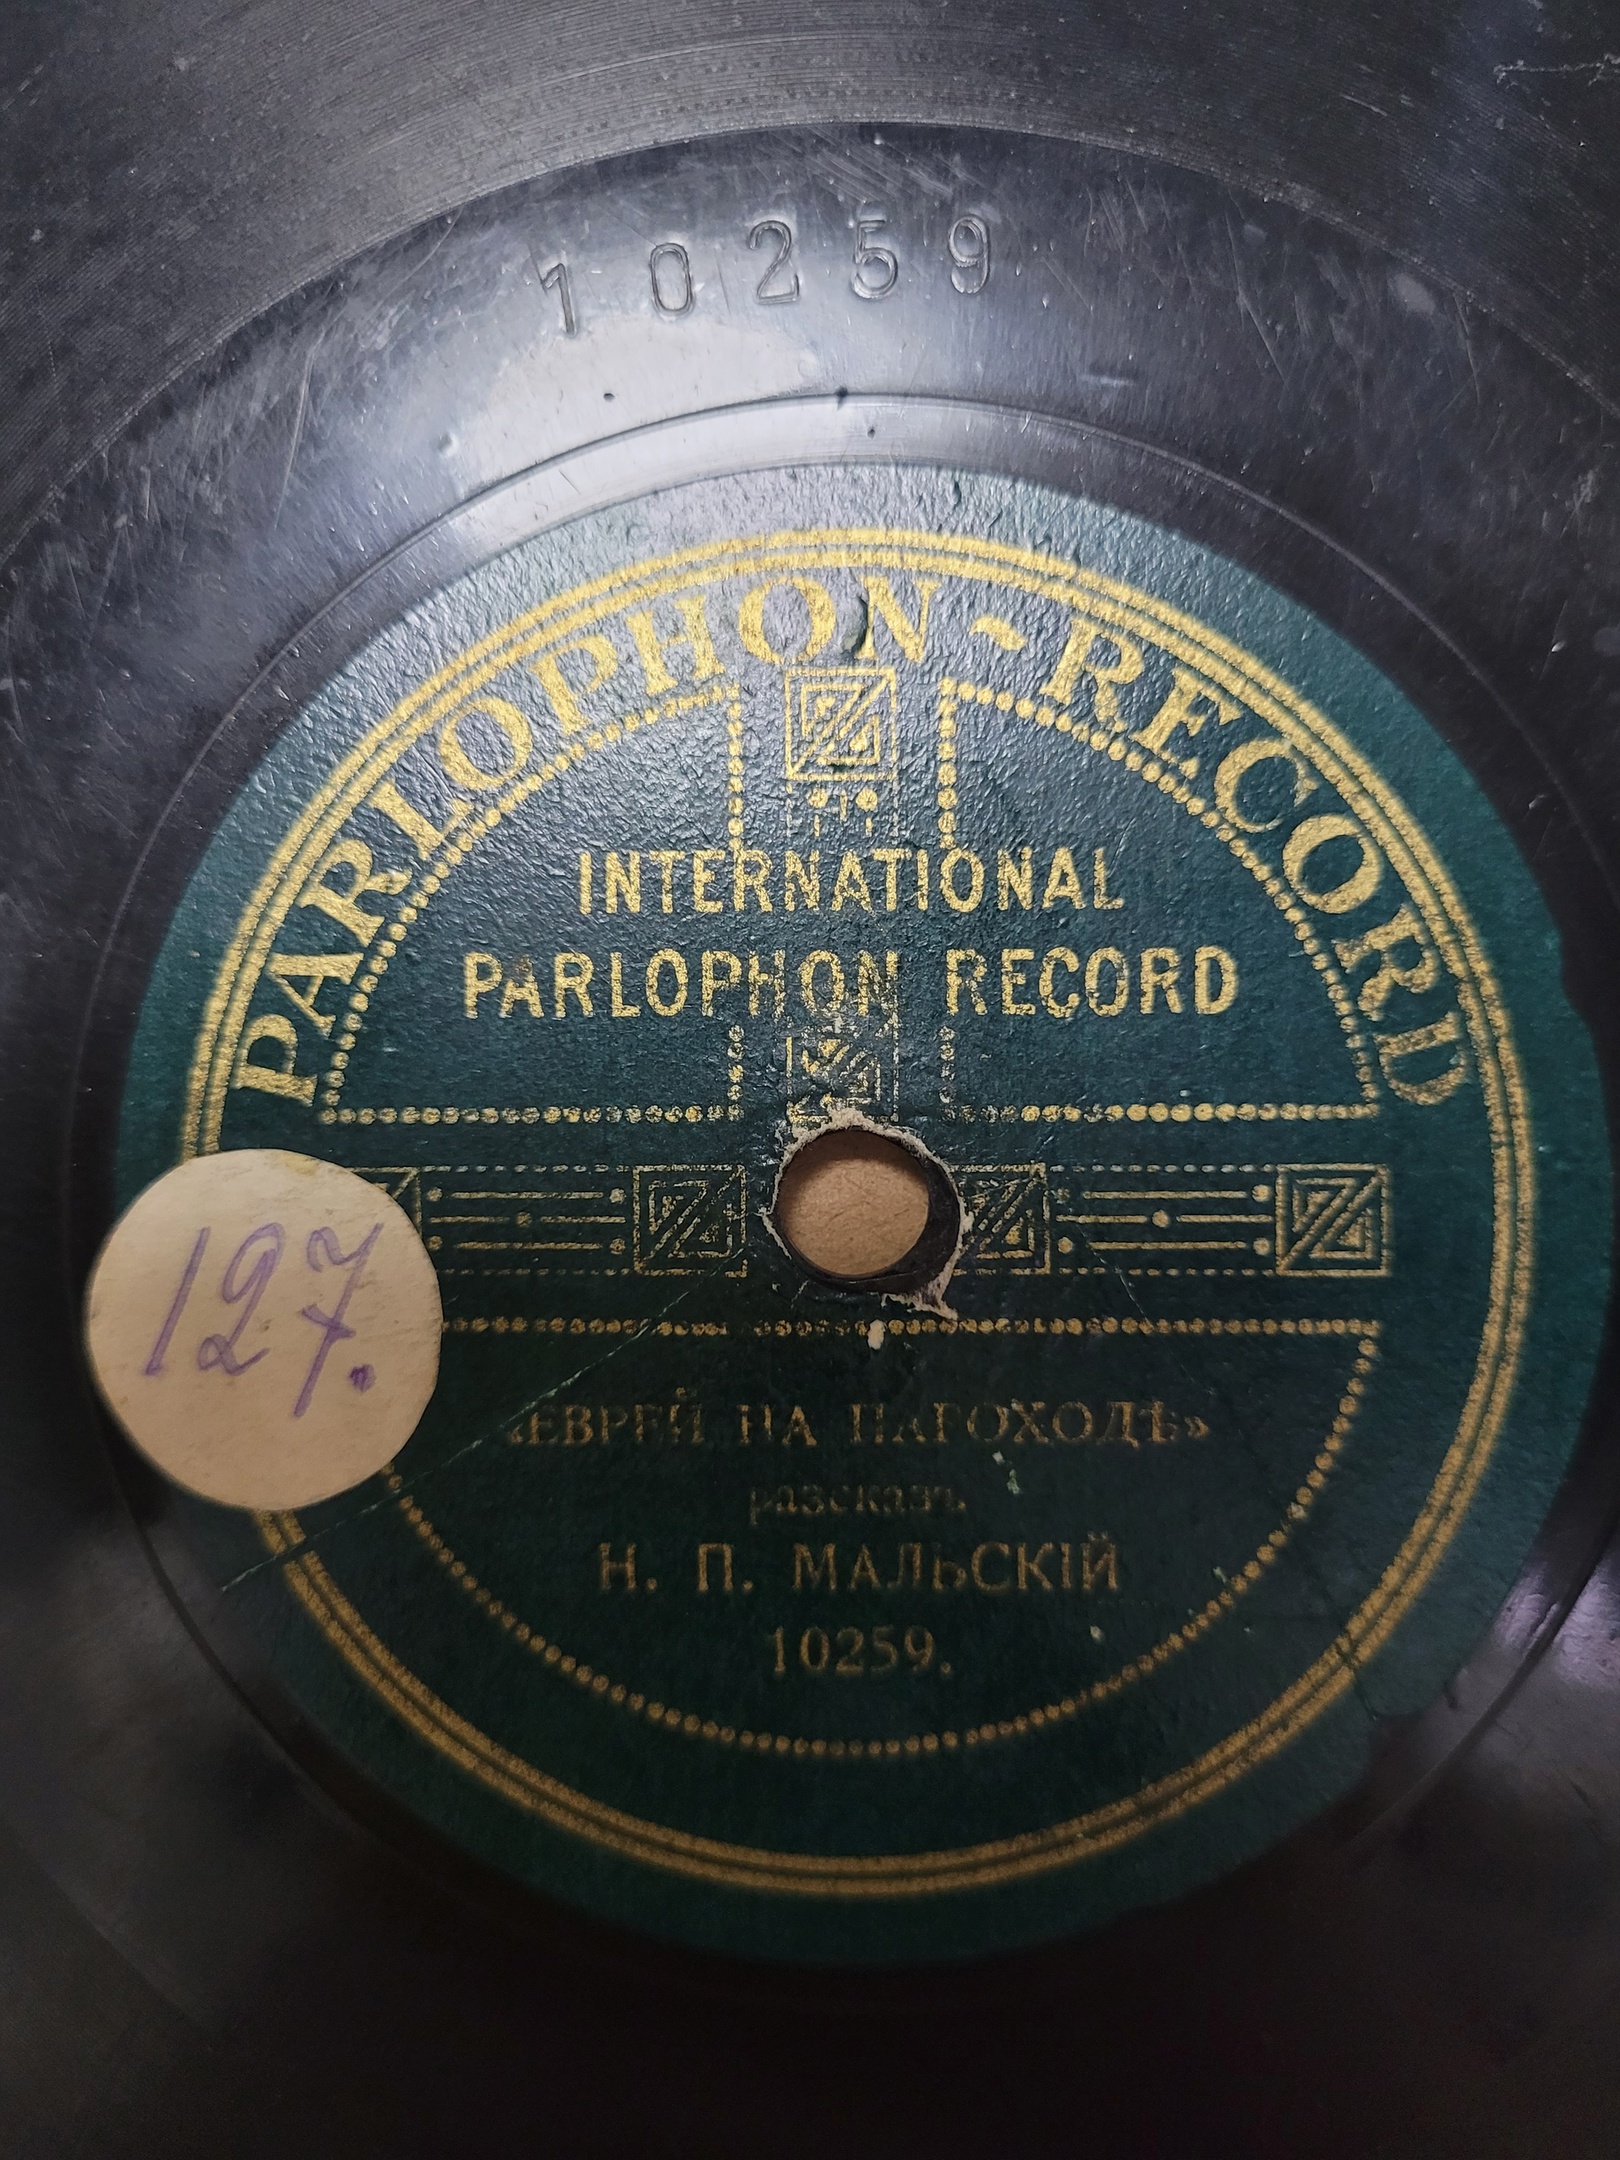 10259
PARLOPHON ~ RECORD
INTERNATIONAL
PARLOPHON RECORD
127.
«ЕВРЕЙ НА ПАРОХОДѢ»
разсказъ
Н. П. МАЛЬСКІЙ
10259.